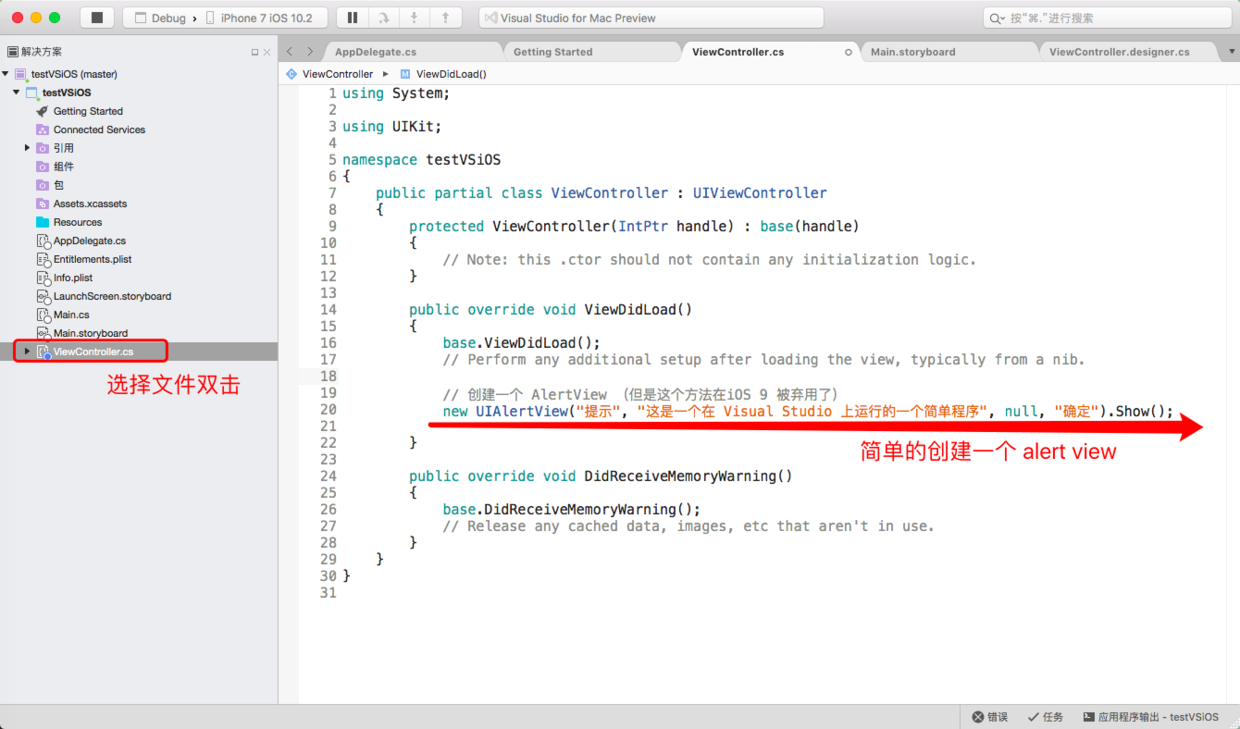 Debug › iPhone 7 iOS 10.2
Visual Studio for Mac Preview
按“⌘.”进行搜索
解决方案
AppDelegate.cs
Getting Started
ViewController.cs
Main.storyboard
ViewController.designer.cs
ViewController ▸ M ViewDidLoad()
testVSiOS (master)
testVSiOS
Getting Started
Connected Services
引用
组件
包
Assets.xcassets
Resources
AppDelegate.cs
Entitlements.plist
Info.plist
LaunchScreen.storyboard
Main.cs
Main.storyboard
ViewController.cs
选择文件双击
1 using System;
2
3 using UIKit;
4
5 namespace testVSiOS
6 {
7 public partial class ViewController : UIViewController
8 {
9 protected ViewController(IntPtr handle) : base(handle)
10 {
11 // Note: this .ctor should not contain any initialization logic.
12 }
13
14 public override void ViewDidLoad()
15 {
16 base.ViewDidLoad();
17 // Perform any additional setup after loading the view, typically from a nib.
18
19 // 创建一个 AlertView （但是这个方法在iOS 9 被弃用了）
20 new UIAlertView("提示", "这是一个在 Visual Studio 上运行的一个简单程序", null, "确定").Show();
21
22 }
简单的创建一个 alert view
23
24 public override void DidReceiveMemoryWarning()
25 {
26 base.DidReceiveMemoryWarning();
27 // Release any cached data, images, etc that aren't in use.
28 }
29 }
30 }
31
错误
任务
应用程序输出 - testVSiOS